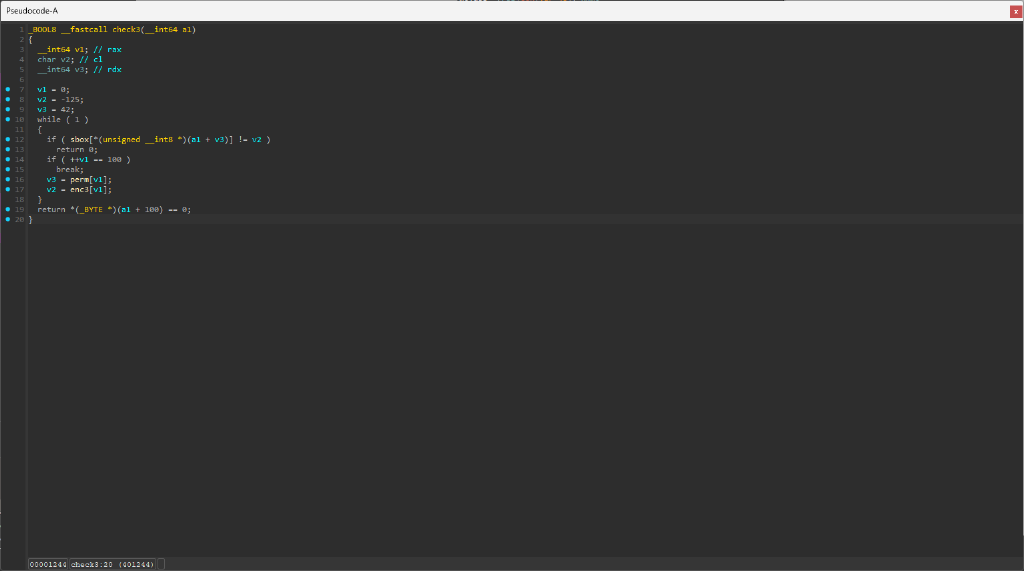 Pseudocode-A
x
1 _BOOL8 __fastcall check3(__int64 a1)
2 {
3 __int64 v1; // rax
4 char v2; // cl
5 __int64 v3; // rdx
6
7 v1 = 0;
8 v2 = -125;
9 v3 = 42;
10 while ( 1 )
11 {
12 if ( sbox[*(unsigned __int8 *)(a1 + v3)] != v2 )
13 return 0;
14 if ( ++v1 == 100 )
15 break;
16 v3 = perm[v1];
17 v2 = enc3[v1];
18 }
19 return *(_BYTE *)(a1 + 100) == 0;
20 }
00001244 check3:20 (401244)